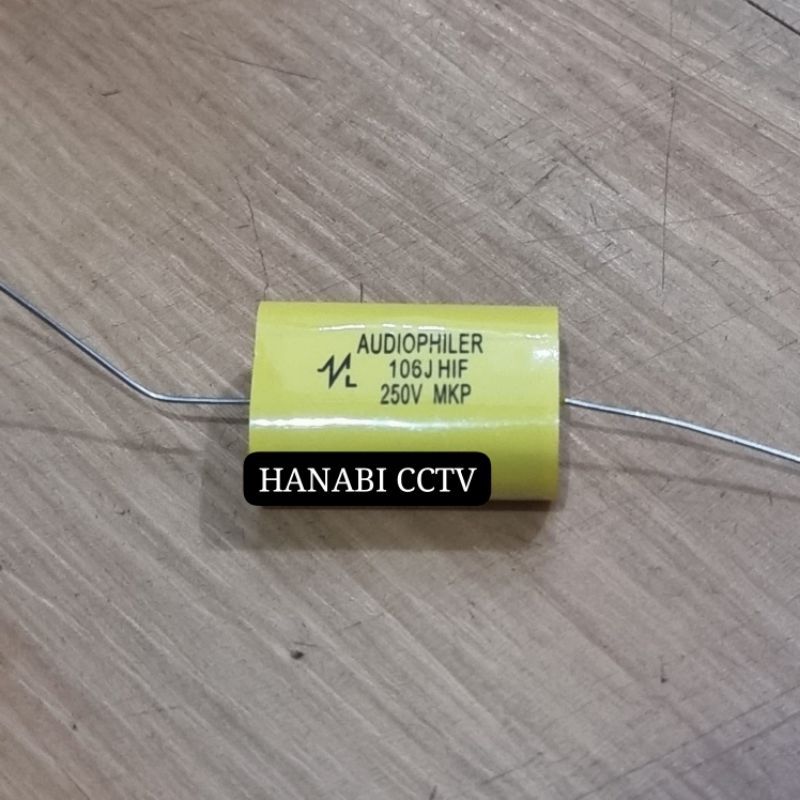 AUDIOPHILER
106J HIF
250V MKP
HANABI CCTV